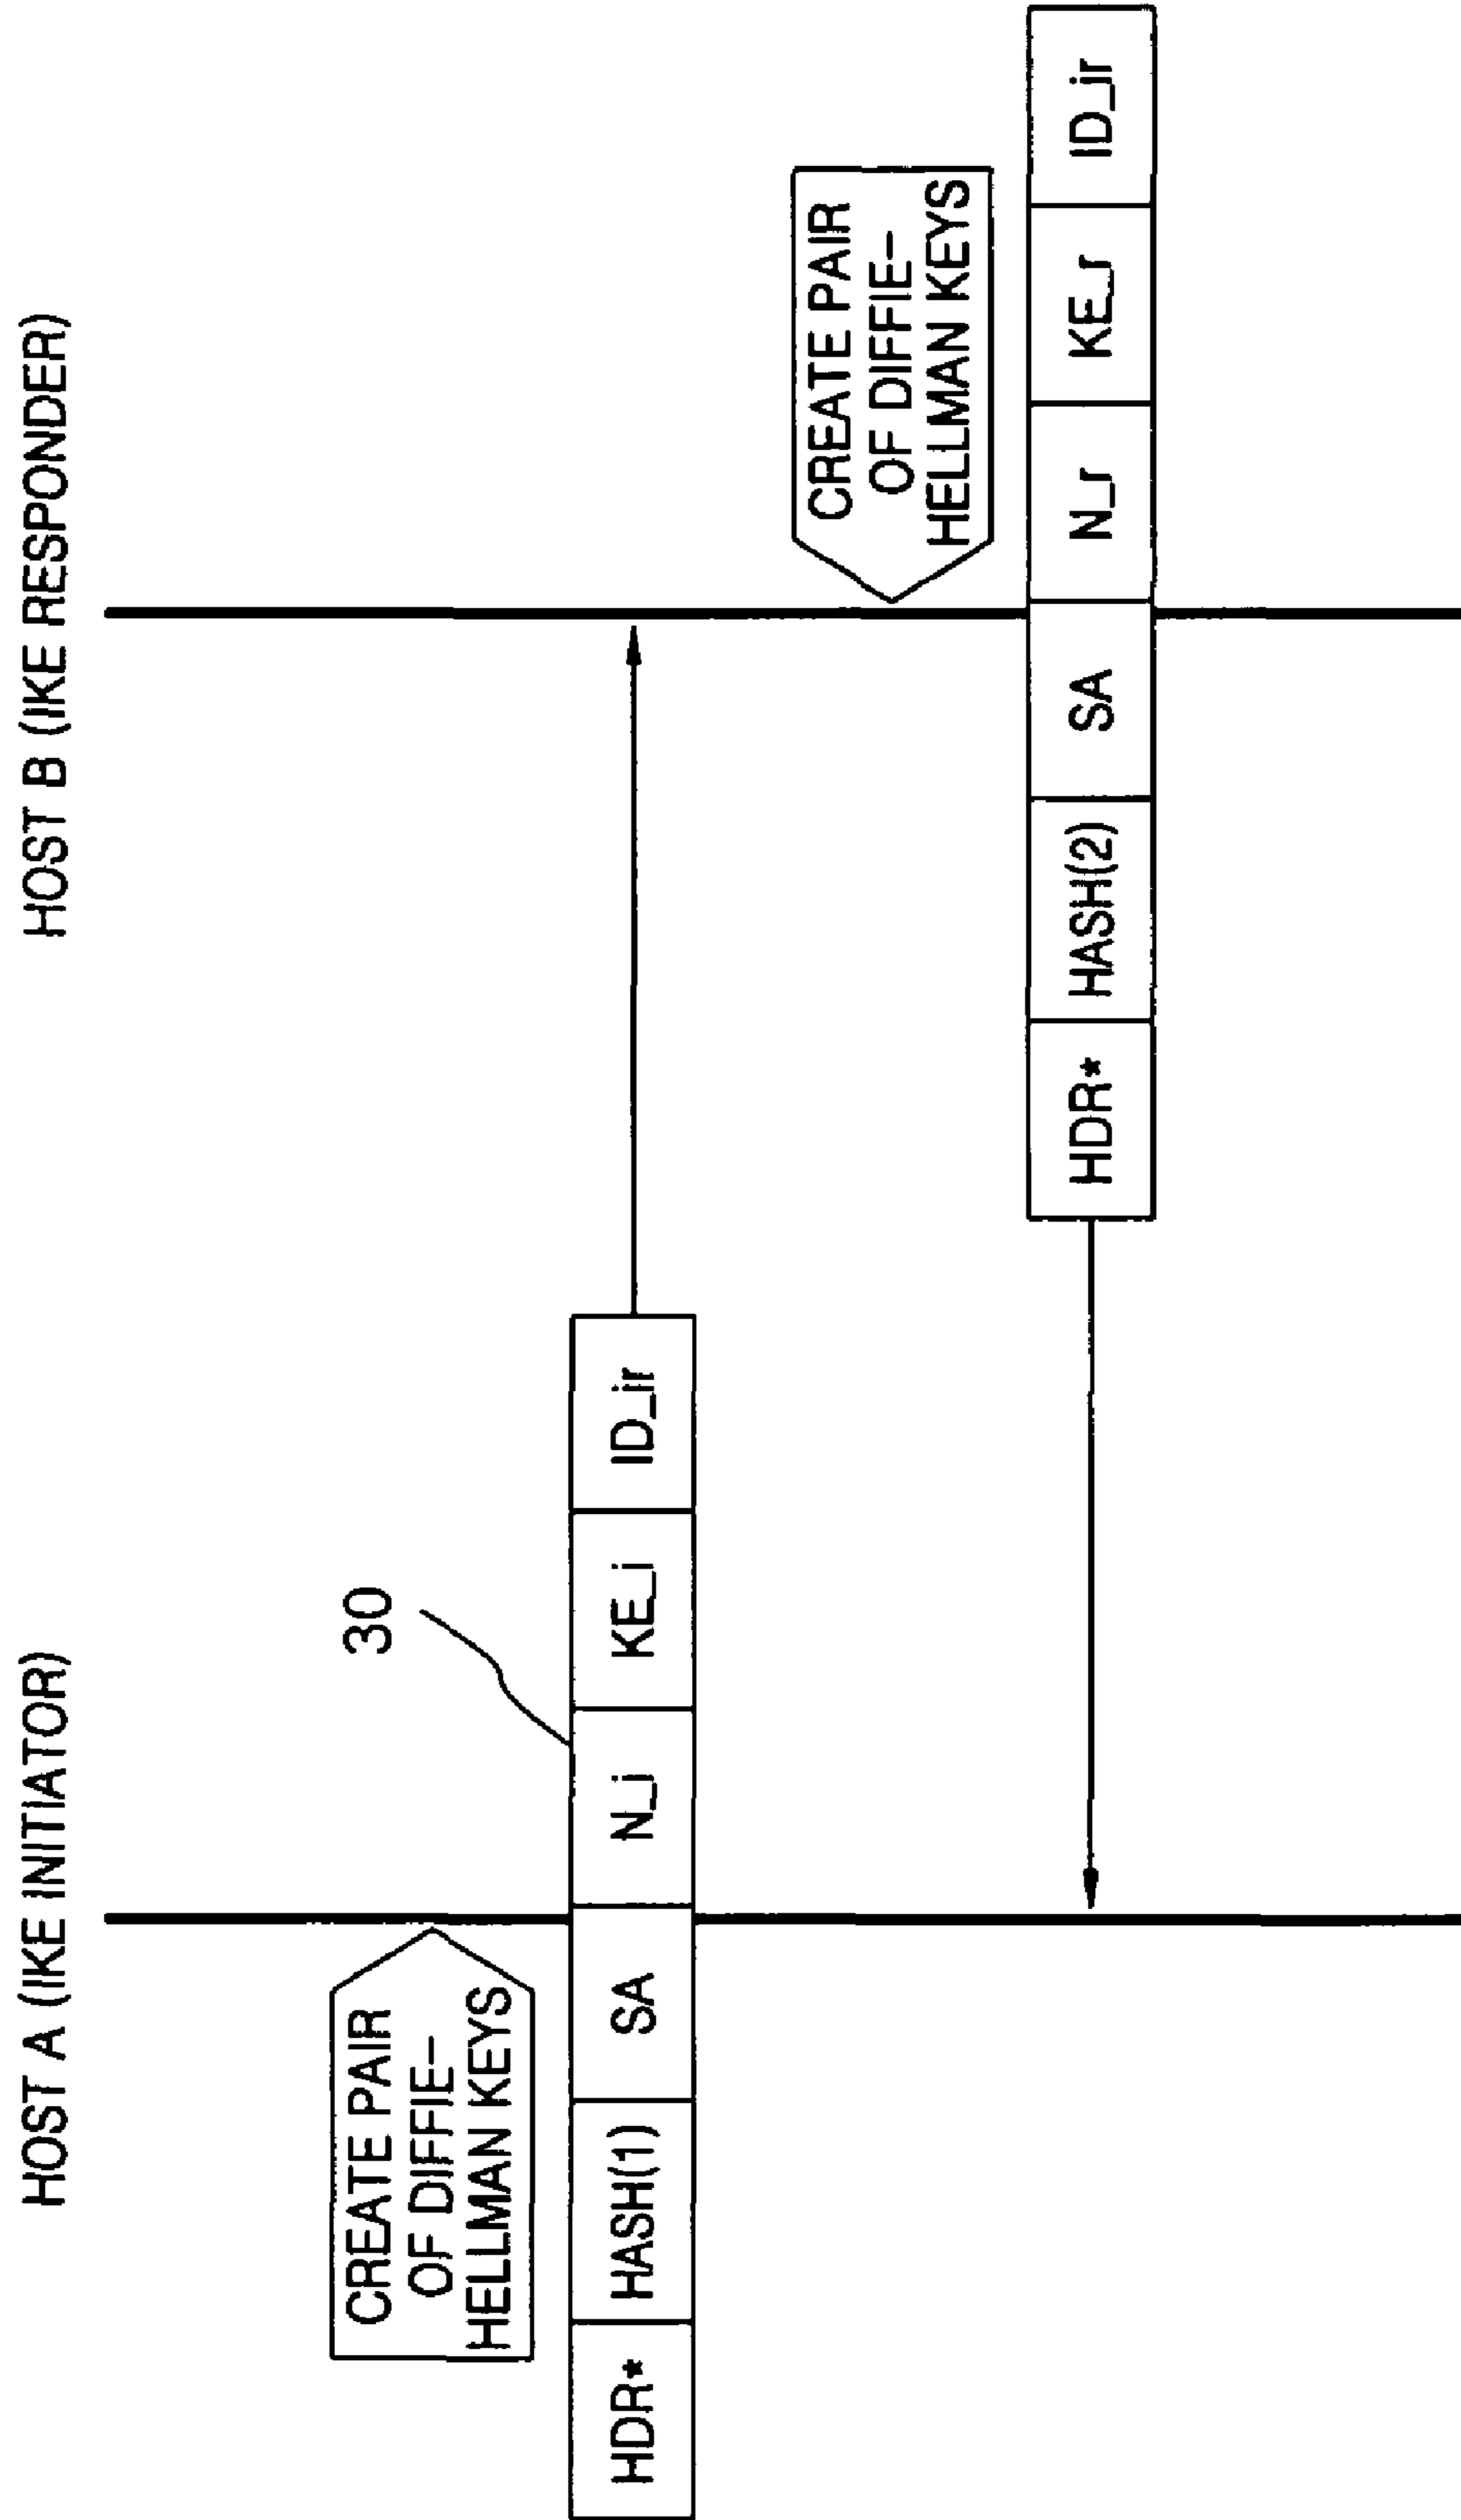 HOST A (IKE INITIATOR)
HOST B (IKE RESPONDER)
CREATE PAIR
OF DIFFIE-
HELLMAN KEYS
30
HDR*
HASH(1)
SA
N_i
KE_i
ID_ir
CREATE PAIR
OF DIFFIE-
HELLMAN KEYS
HDR*
HASH(2)
SA
N_r
KE_r
ID_ir